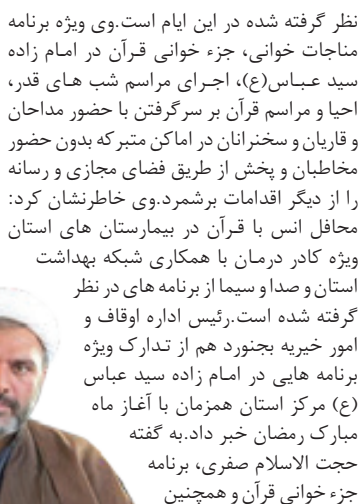 نظر گرفته شده در این ایام است.وی ویژه برنامه
مناجات خوانی، جزء خوانی قرآن در امام زاده
سید عباس(ع)، اجرای مراسم شب های قدر،
احیا و مراسم قرآن بر سرگرفتن با حضور مداحان
و قاریان و سخنرانان در اماکن متبرکه بدون حضور
مخاطبان و پخش از طریق فضای مجازی و رسانه
را از دیگر اقدامات برشمرد.وی خاطرنشان کرد:
محافل انس با قرآن در بیمارستان های استان
ویژه کادر درمان با همکاری شبکه بهداشت
استان و صدا و سیما از برنامه های در نظر
گرفته شده است.رئیس اداره اوقاف و
امور خیریه بجنورد هم از تدارک ویژه
برنامه هایی در امام زاده سید عباس
(ع) مرکز استان همزمان با آغاز ماه
مبارک رمضان خبر داد.به گفته
حجت الاسلام صفری، برنامه
جزء خوانی قرآن و همچنین